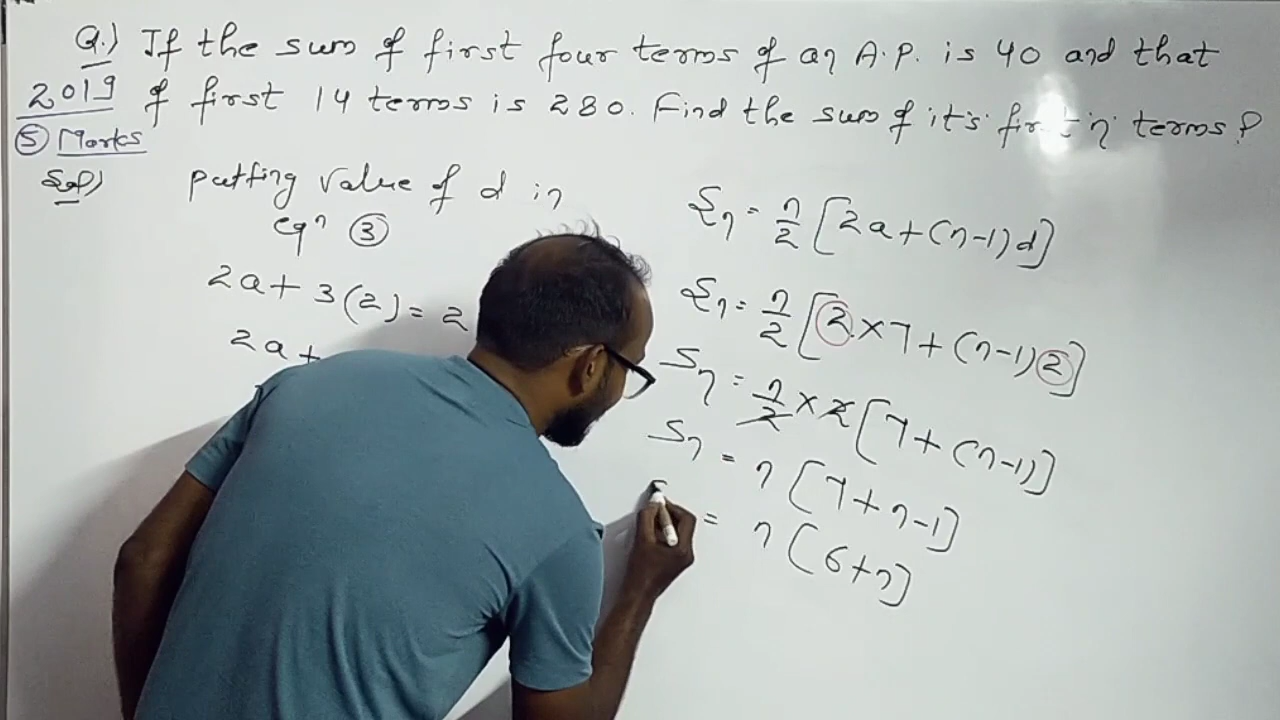 Q.) If the sum of first four terms of an A.P. is 40 and that
2019 of first 14 terms is 280. Find the sum of it's first n terms?
⑤ Marks
Sol)
putting value of d in
eqn ③
2a + 3(2) = 2
2a +
Sn = n/2 [2a + (n-1)d]
Sn = n/2 [2 × 7 + (n-1)2]
Sn = n/2 × 2 [7 + (n-1)]
Sn = n [7 + n-1]
= n [6 + n]